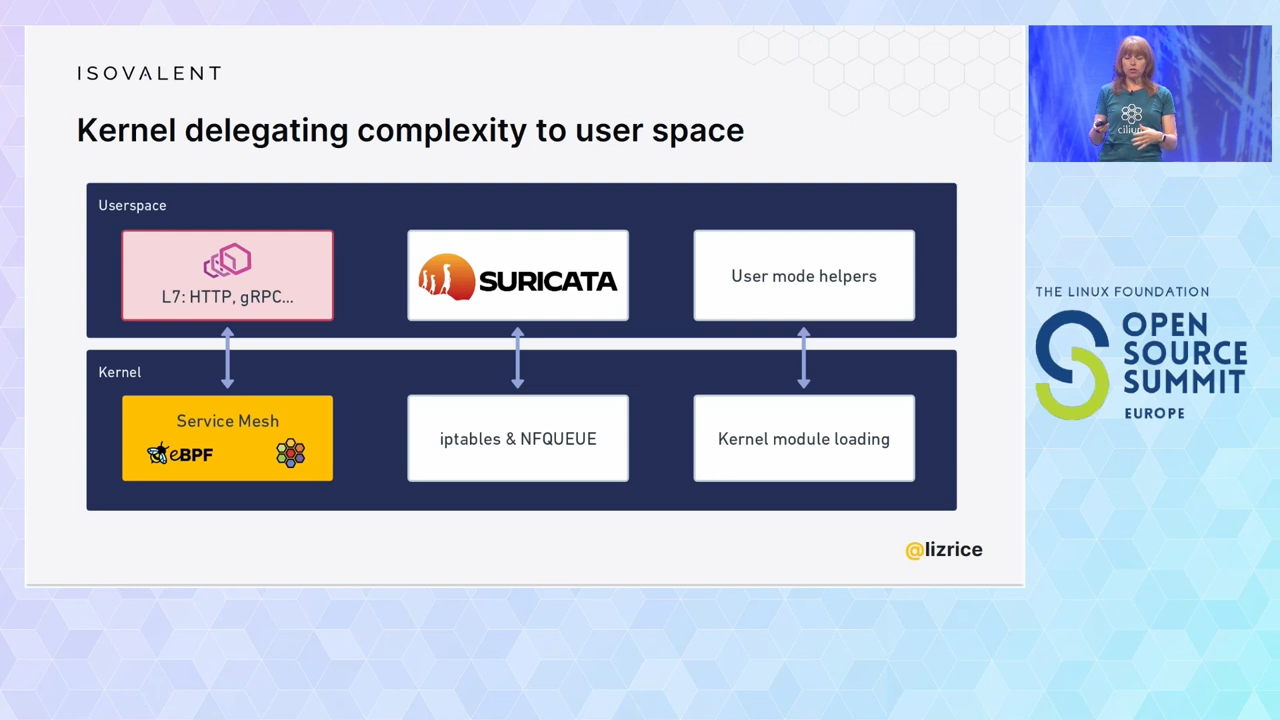 ISOVALENT
Kernel delegating complexity to user space
Userspace
L7: HTTP, gRPC...
SURICATA
User mode helpers
Kernel
Service Mesh
eBPF
iptables & NFQUEUE
Kernel module loading
@lizrice
cilium
THE LINUX FOUNDATION
OPEN
SOURCE
SUMMIT
EUROPE